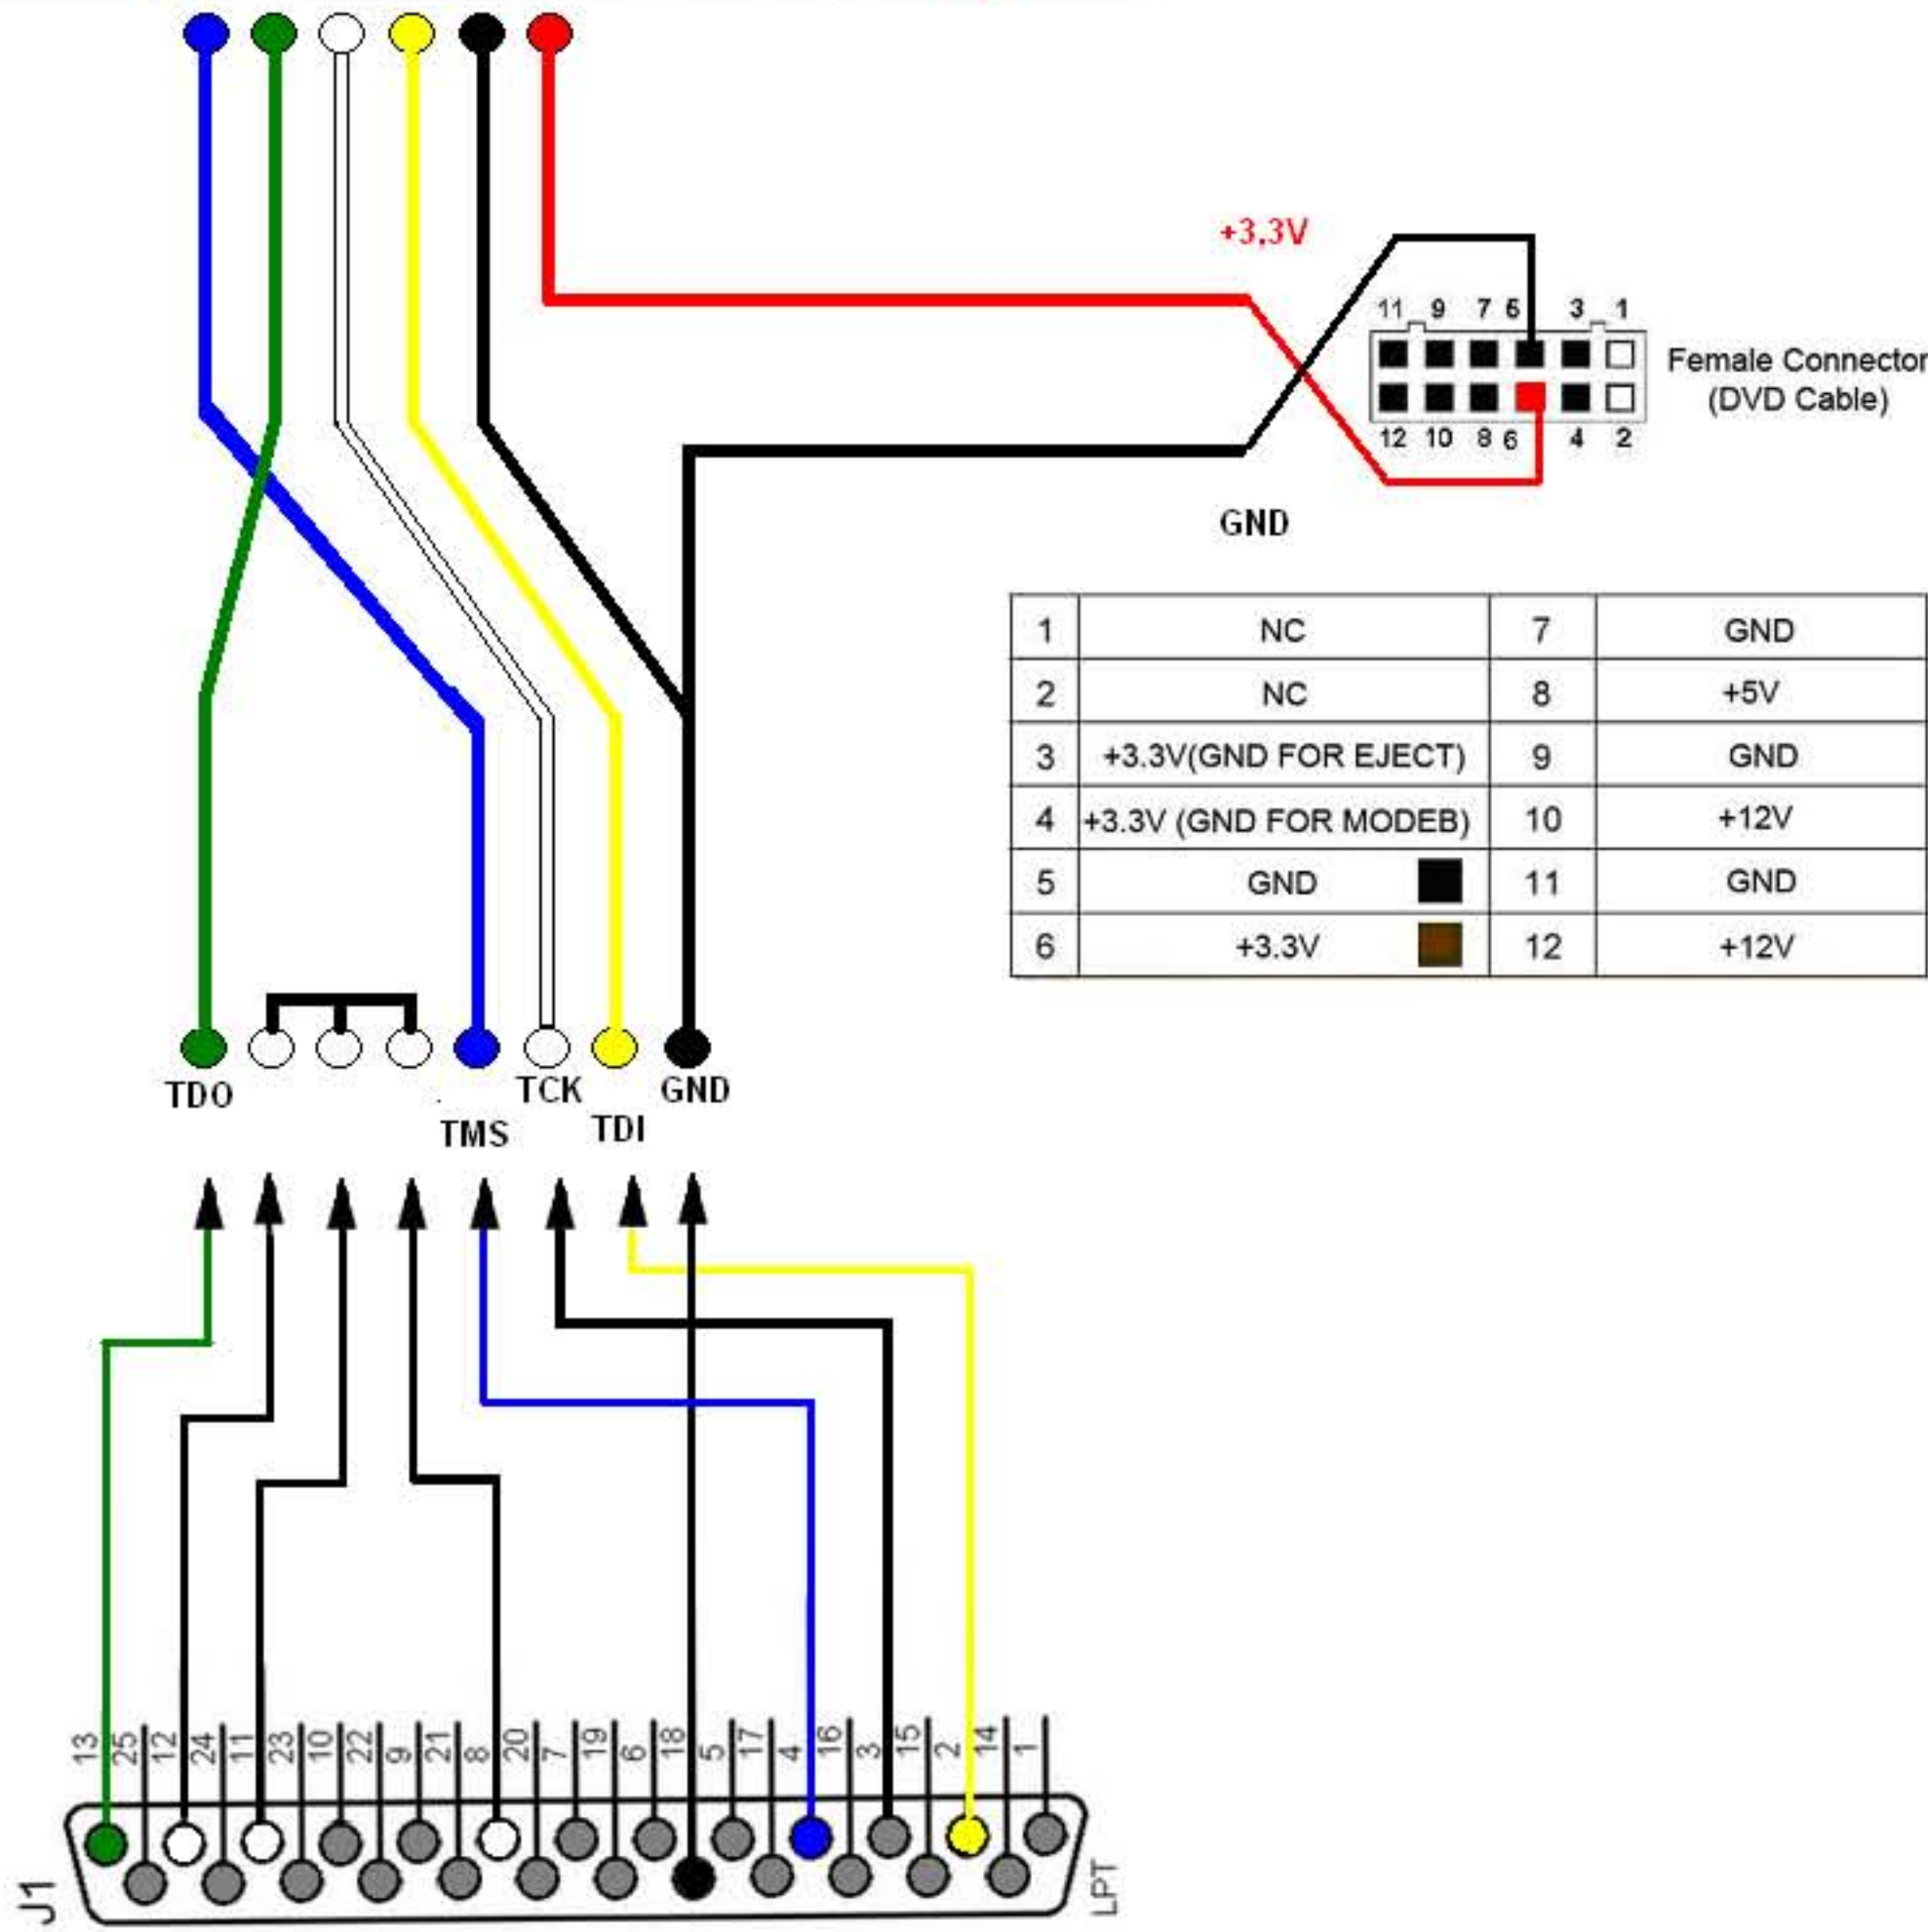 +3.3V
11 9 7 5 3 1
Female Connector
(DVD Cable)
12 10 8 6 4 2
GND
1 NC 7 GND
2 NC 8 +5V
3 +3.3V(GND FOR EJECT) 9 GND
4 +3.3V (GND FOR MODEB) 10 +12V
5 GND 11 GND
6 +3.3V 12 +12V
TDO TCK GND
TMS TDI
13 25 12 24 11 23 10 22 9 21 8 20 7 19 6 18 5 17 4 16 3 15 2 14 1
J1 LPT